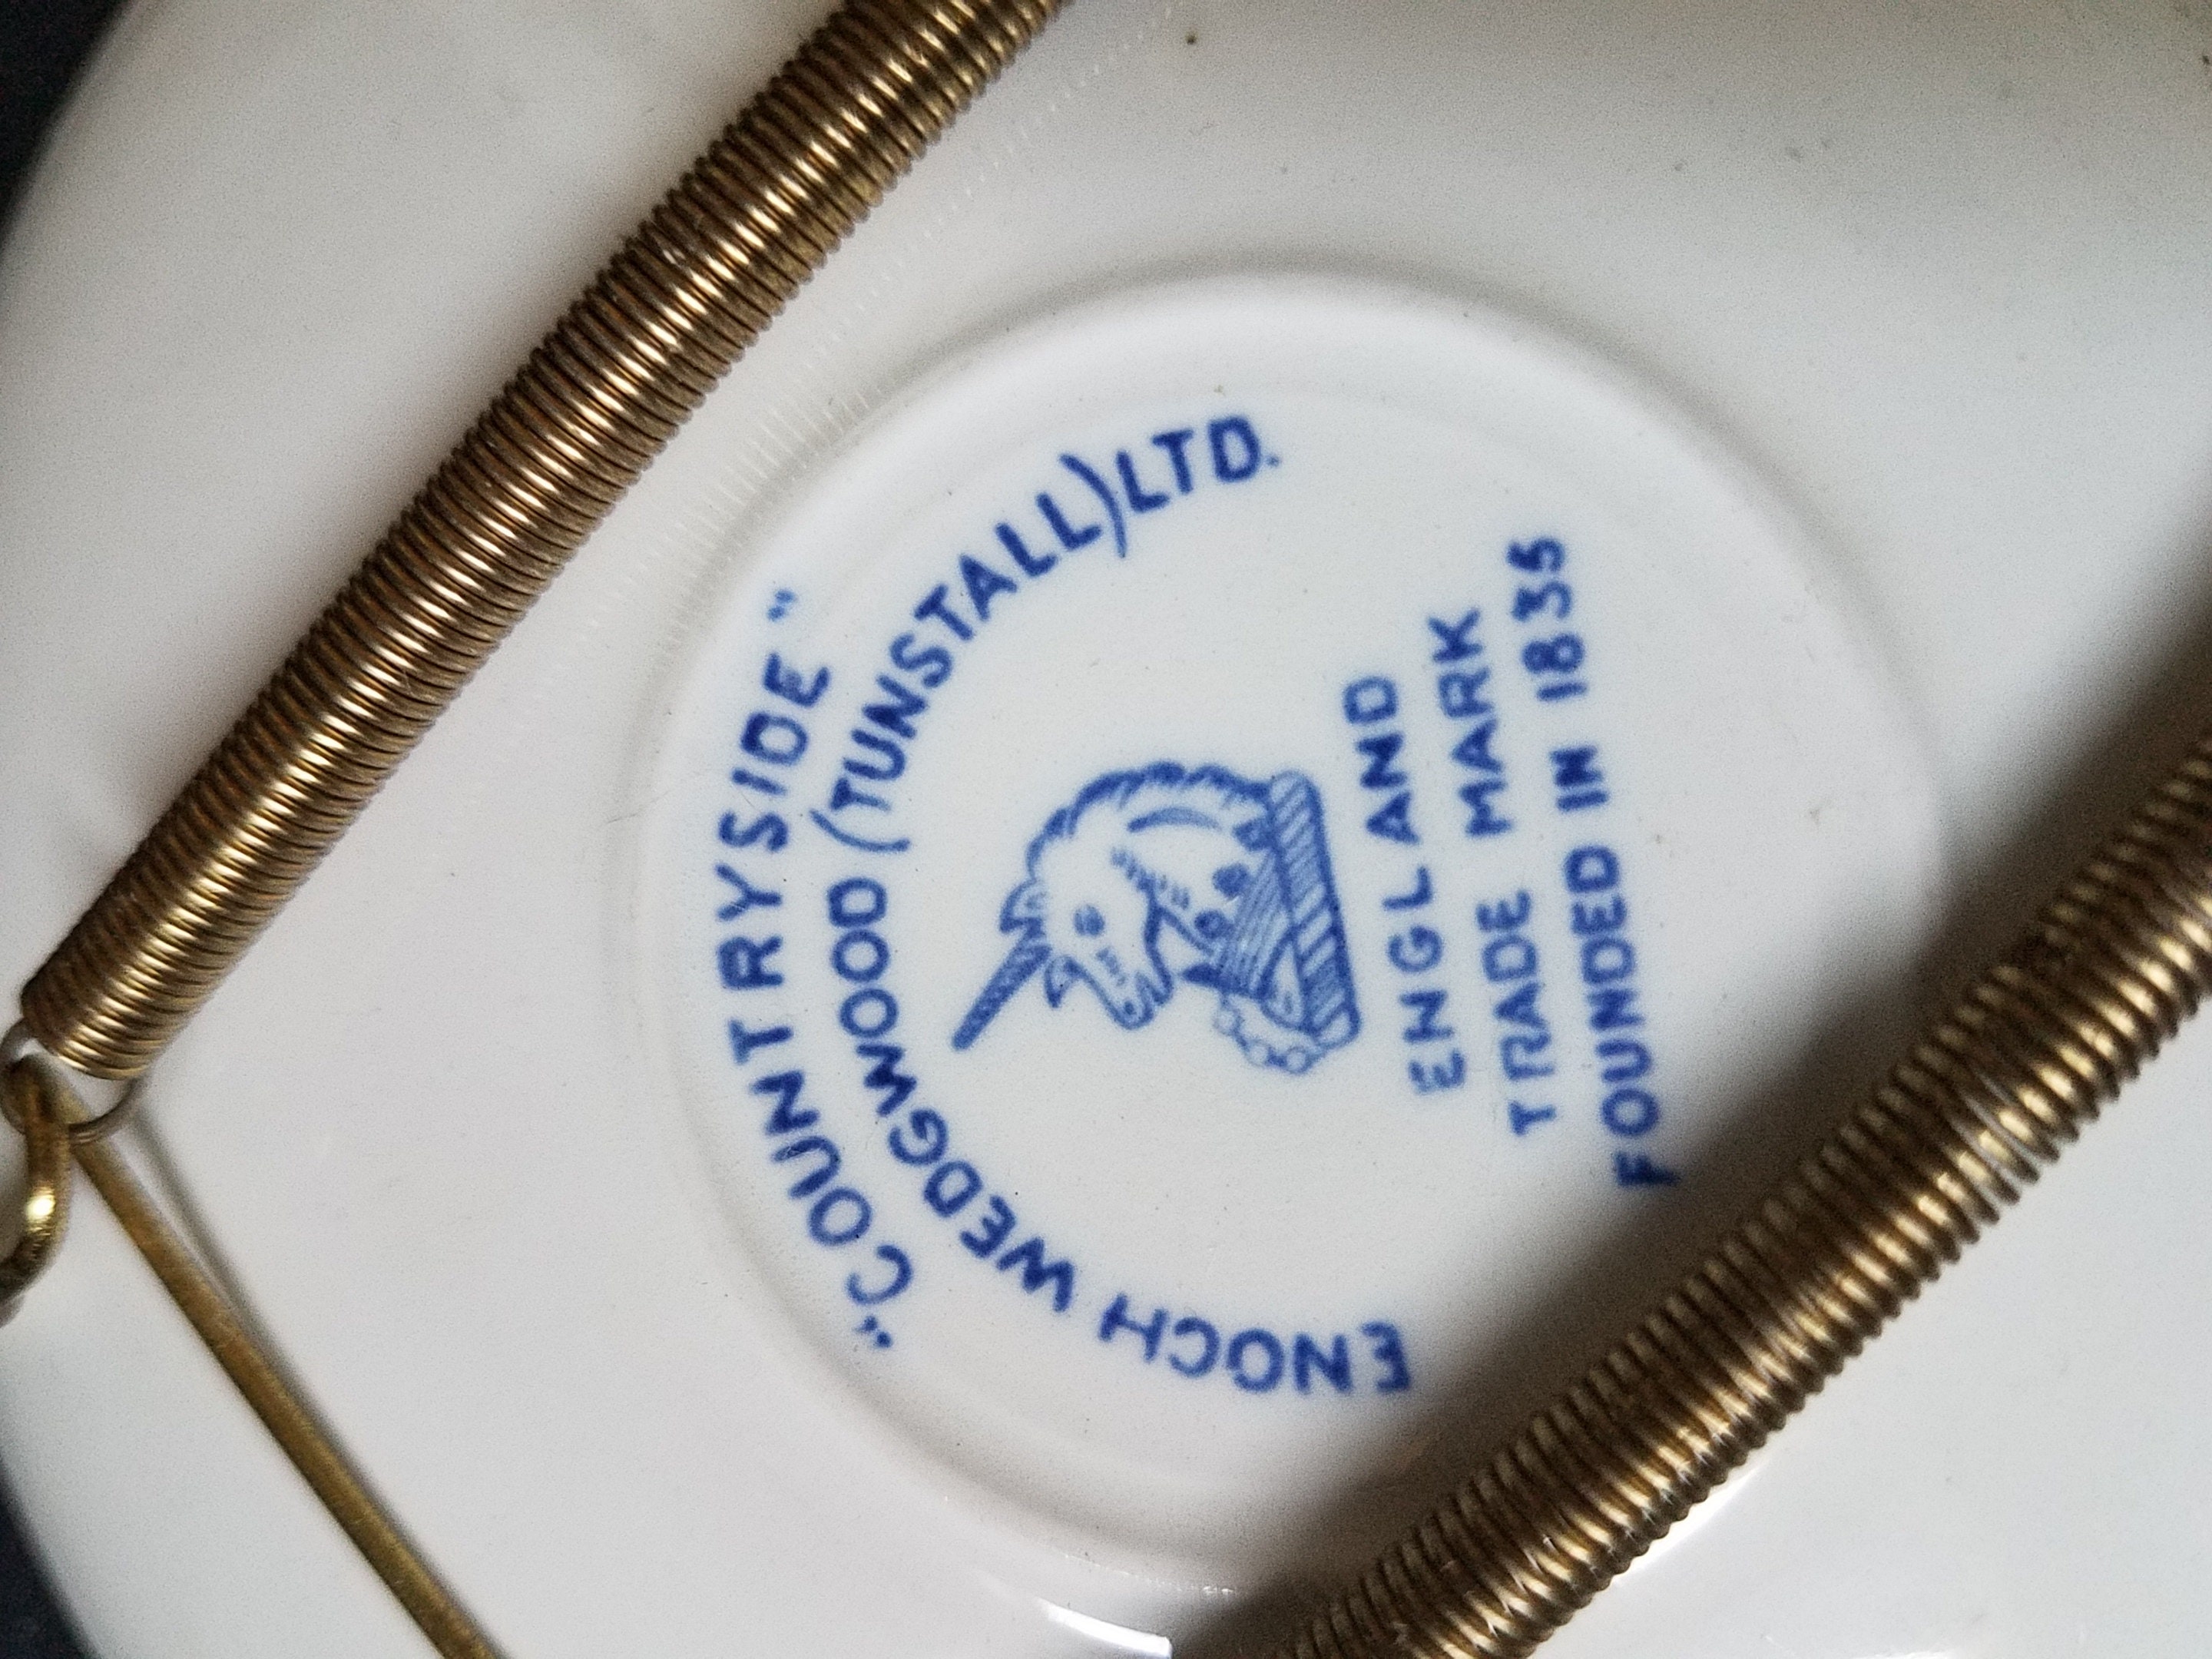 "COUNTRYSIDE"
ENOCH WEDGWOOD (TUNSTALL) LTD.
ENGLAND
TRADE MARK
FOUNDED IN 1835